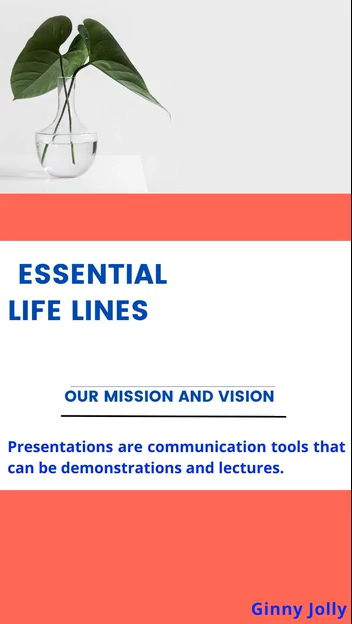 ESSENTIAL
LIFE LINES
OUR MISSION AND VISION
Presentations are communication tools that
can be demonstrations and lectures.
Ginny Jolly